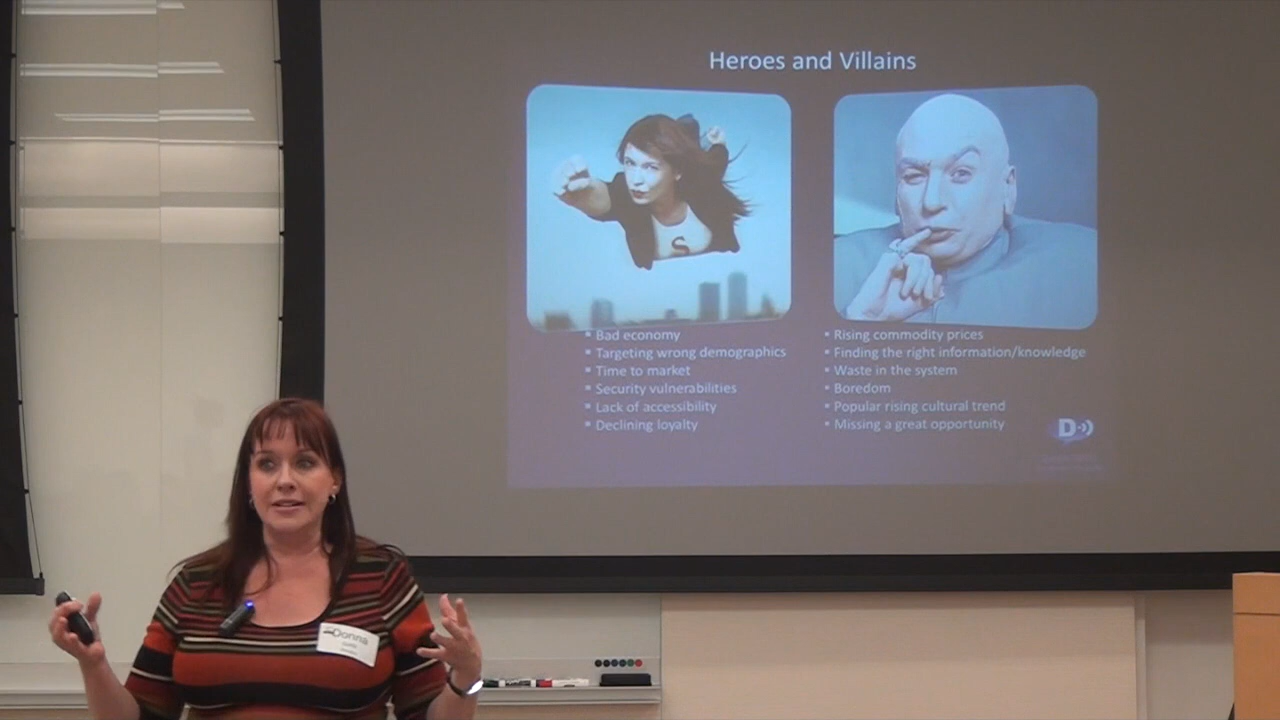 Heroes and Villains
S
▪ Bad economy
▪ Targeting wrong demographics
▪ Time to market
▪ Security vulnerabilities
▪ Lack of accessibility
▪ Declining loyalty
▪ Rising commodity prices
▪ Finding the right information/knowledge
▪ Waste in the system
▪ Boredom
▪ Popular rising cultural trend
▪ Missing a great opportunity
D
Donna